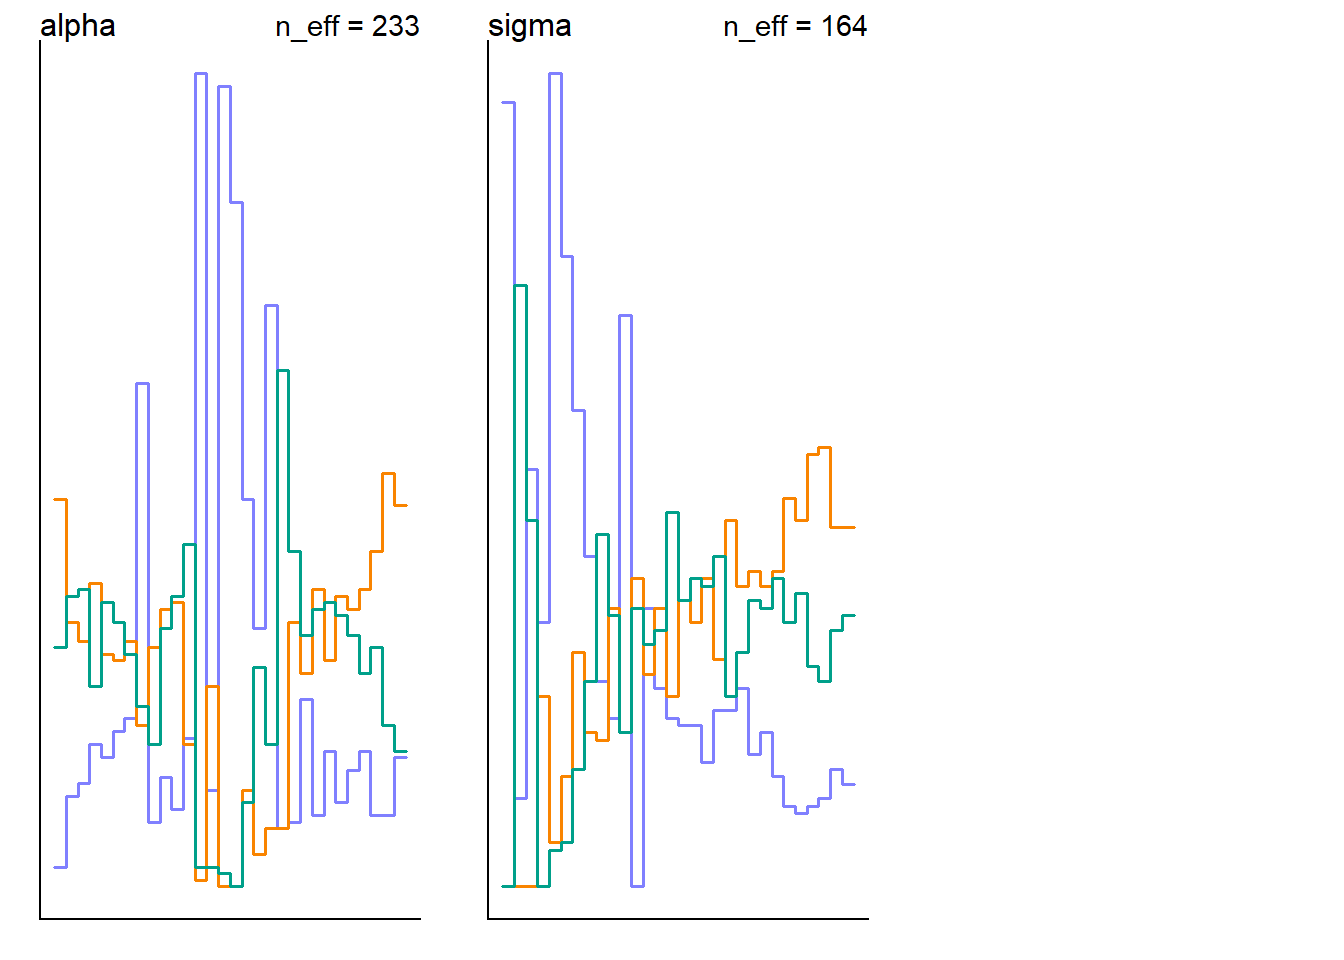 alpha n_eff = 233
sigma n_eff = 164